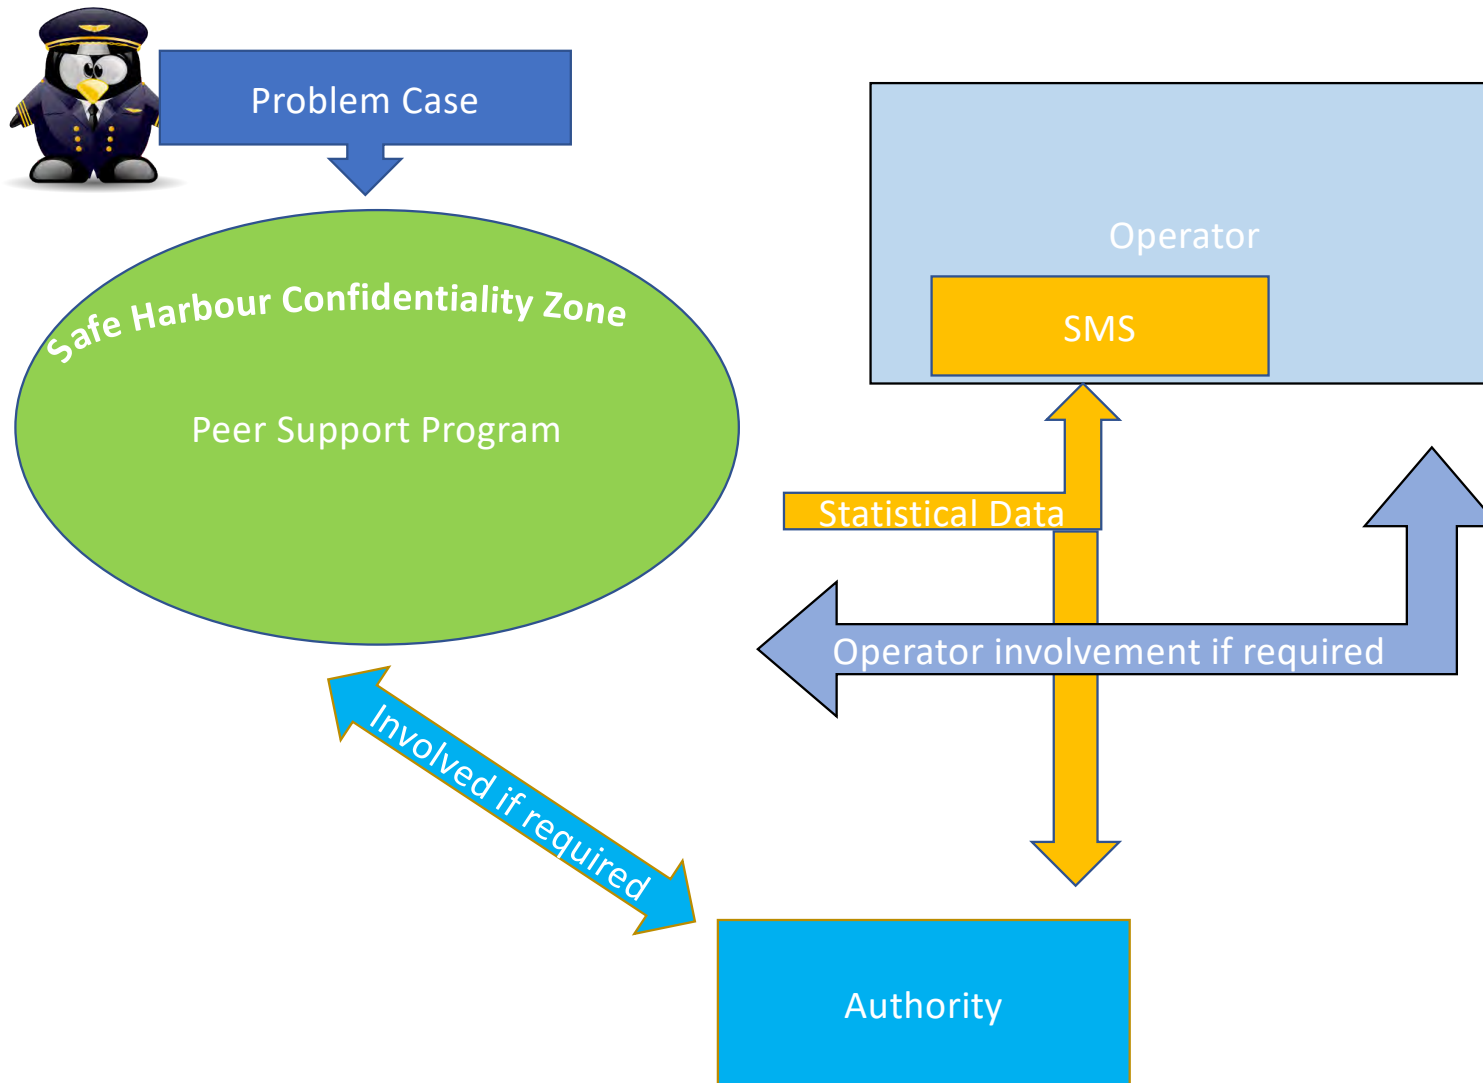 Problem Case
Operator
SMS
Safe Harbour Confidentiality Zone
Peer Support Program
Statistical Data
Operator involvement if required
Involved if required
Authority